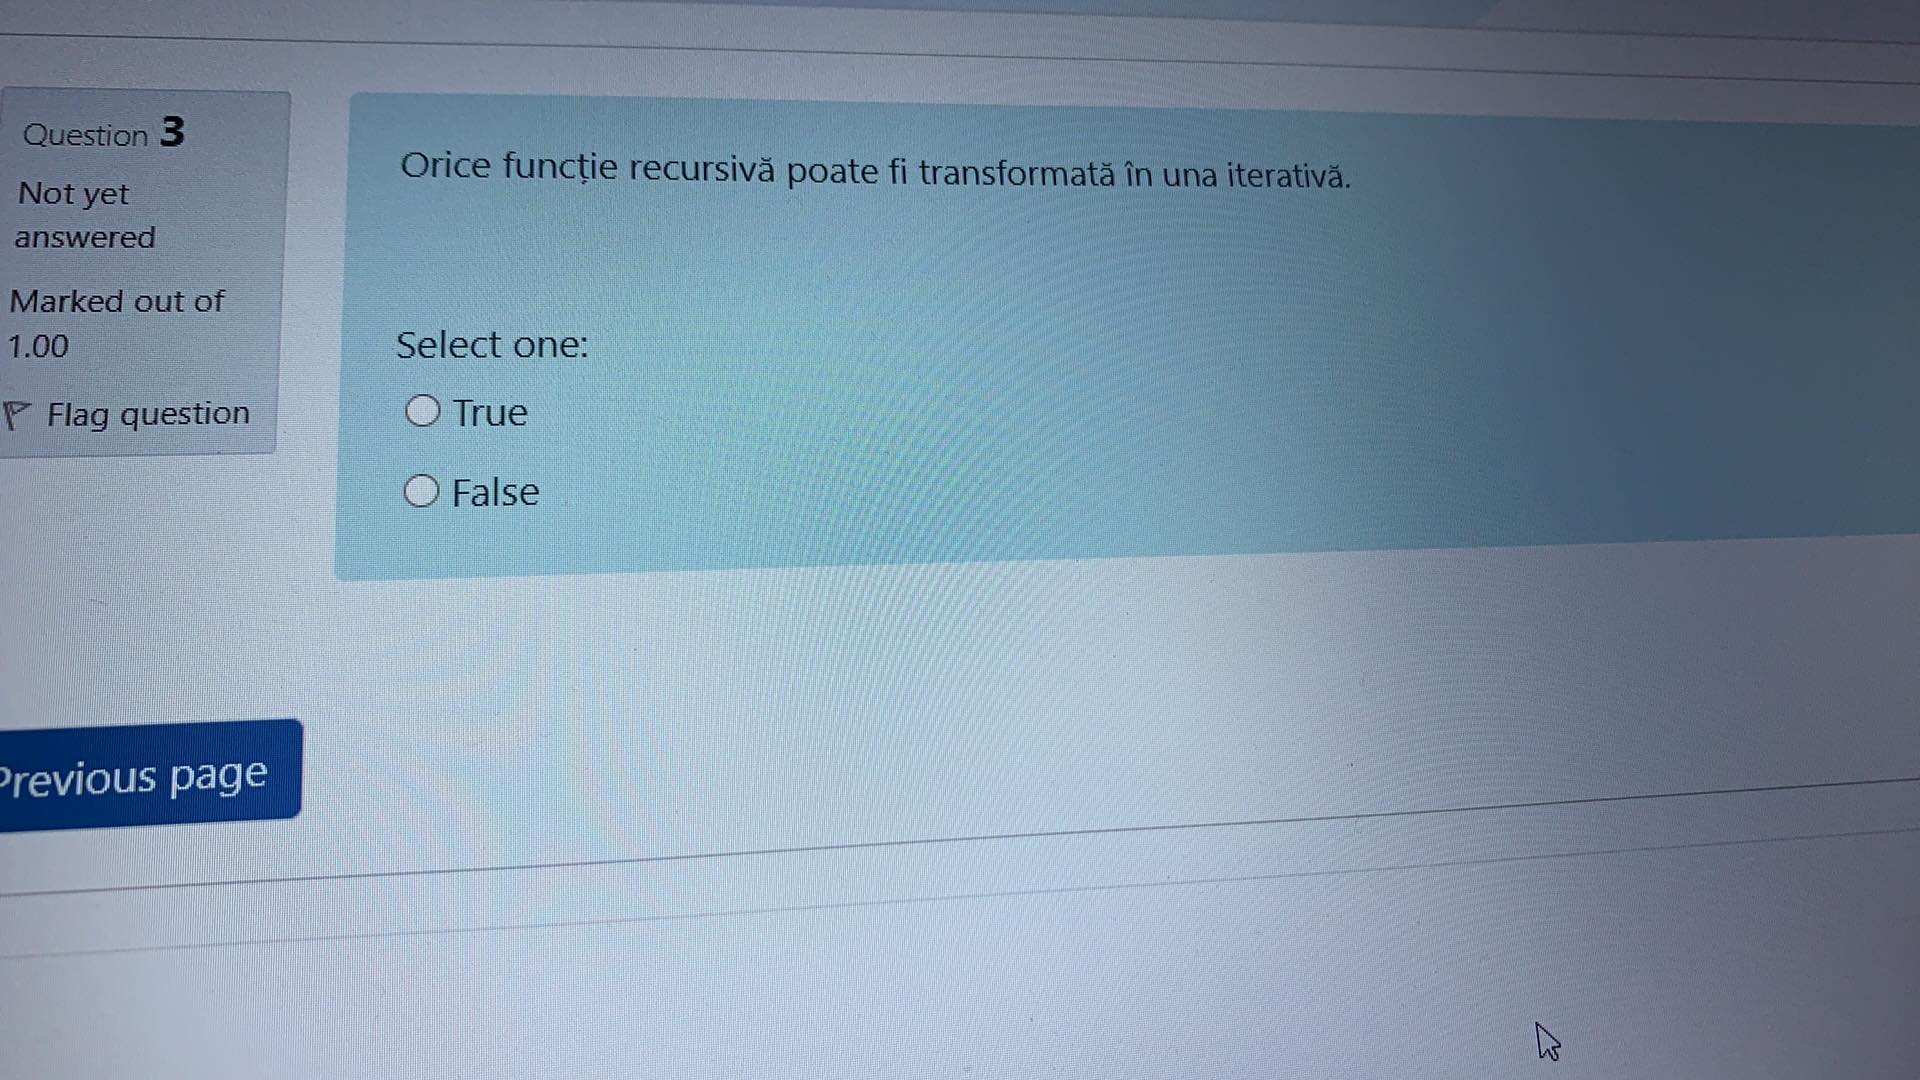 Question 3
Not yet
answered
Marked out of
1.00
Flag question
Orice funcție recursivă poate fi transformată în una iterativă.
Select one:
True
False
Previous page